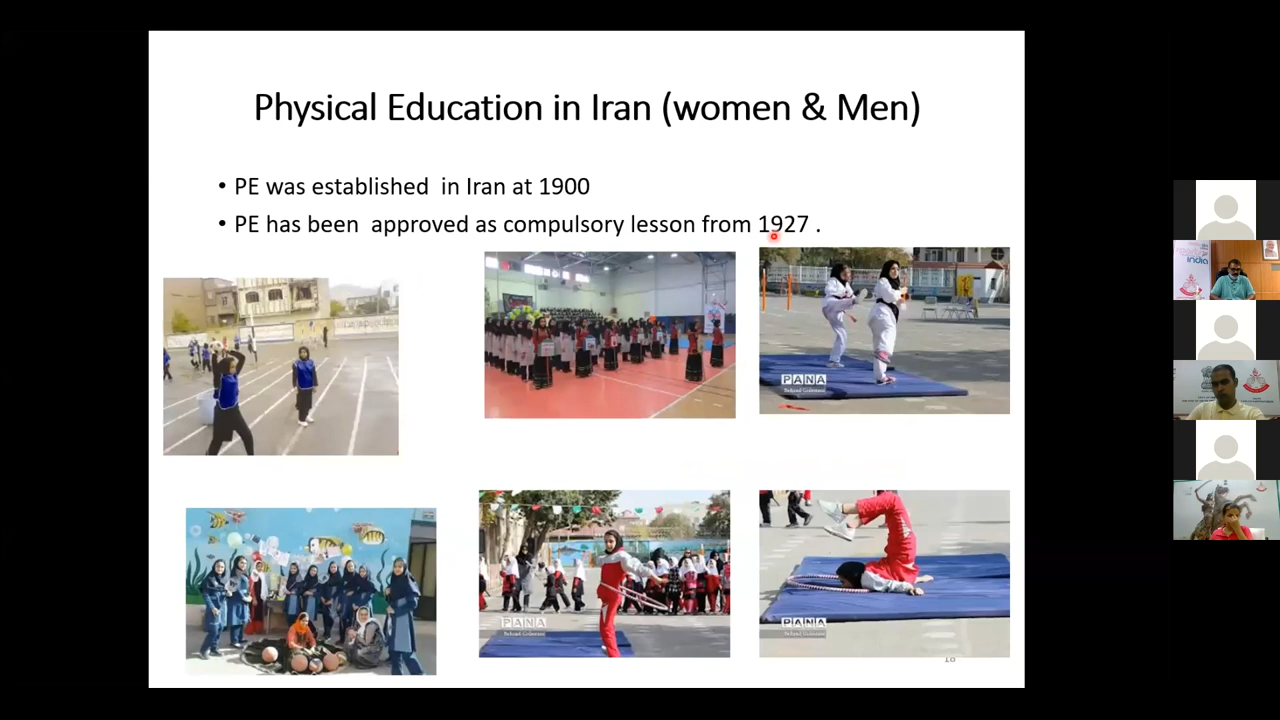 Physical Education in Iran (women & Men)
• PE was established in Iran at 1900
• PE has been approved as compulsory lesson from 1927 .
PANA
PANA
PANA
india